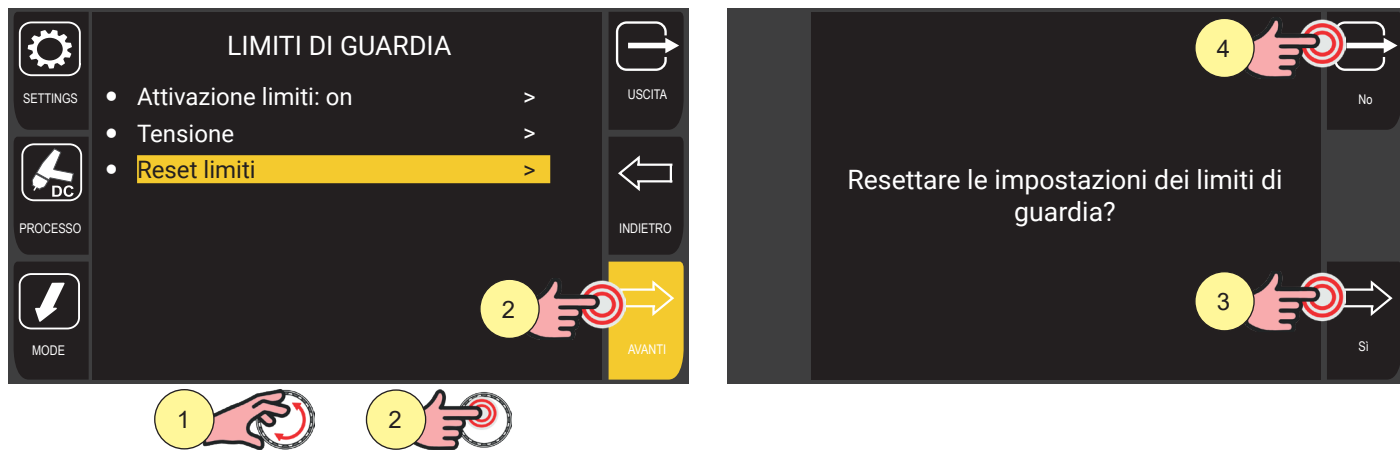 LIMITI DI GUARDIA
SETTINGS
Attivazione limiti: on >
USCITA
Tensione >
Reset limiti >
DC
PROCESSO
INDIETRO
2
MODE
AVANTI
1
2
4
No
Resettare le impostazioni dei limiti di
guardia?
3
Sì